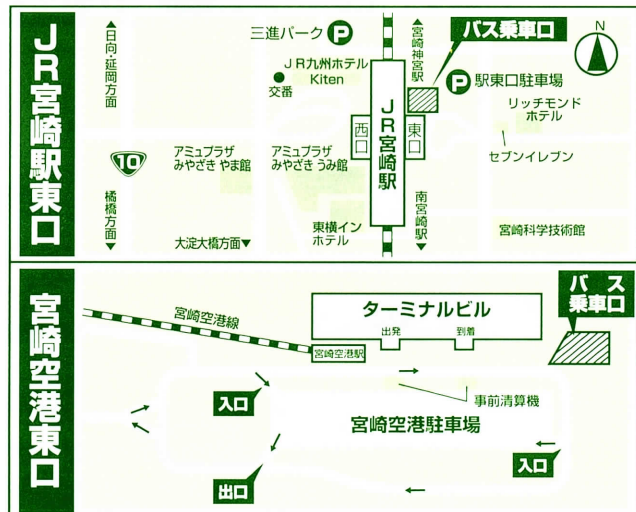 JR宮崎駅東口
▲日向・延岡方面
橘橋方面▼
10
三進パーク P
JR九州ホテル
Kiten
交番
アミュプラザ
みやざき やま館
アミュプラザ
みやざき うみ館
大淀大橋方面▼
東横イン
ホテル
西口
JR宮崎駅
東口
宮崎神宮駅▲
南宮崎駅▼
バス乗車口
P 駅東口駐車場
リッチモンド
ホテル
セブンイレブン
宮崎科学技術館
N
宮崎空港東口
宮崎空港線
ターミナルビル
出発
到着
宮崎空港駅
バス
乗車口
入口
事前清算機
宮崎空港駐車場
入口
出口